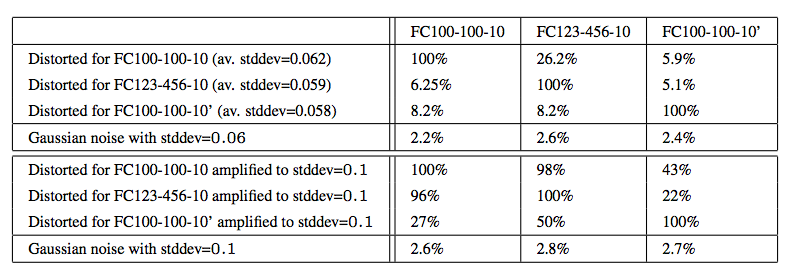 FC100-100-10 FC123-456-10 FC100-100-10’
Distorted for FC100-100-10 (av. stddev=0.062) 100% 26.2% 5.9%
Distorted for FC123-456-10 (av. stddev=0.059) 6.25% 100% 5.1%
Distorted for FC100-100-10’ (av. stddev=0.058) 8.2% 8.2% 100%
Gaussian noise with stddev=0.06 2.2% 2.6% 2.4%
Distorted for FC100-100-10 amplified to stddev=0.1 100% 98% 43%
Distorted for FC123-456-10 amplified to stddev=0.1 96% 100% 22%
Distorted for FC100-100-10’ amplified to stddev=0.1 27% 50% 100%
Gaussian noise with stddev=0.1 2.6% 2.8% 2.7%